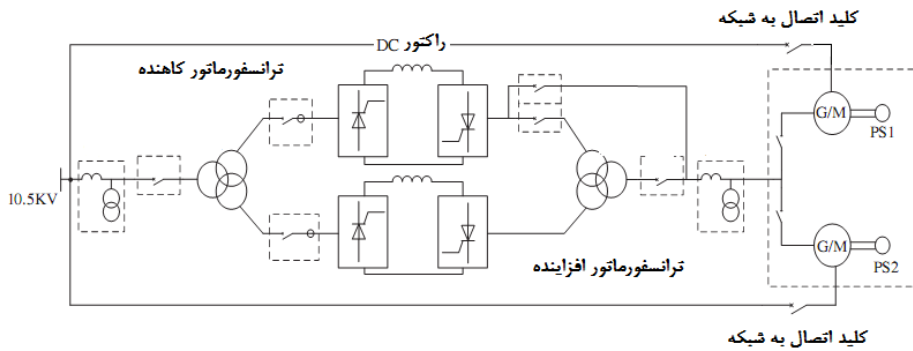 کلید اتصال به شبکه
راکتور DC
ترانسفورماتور کاهنده
G/M
PS1
10.5KV
G/M
PS2
ترانسفورماتور افزاینده
کلید اتصال به شبکه